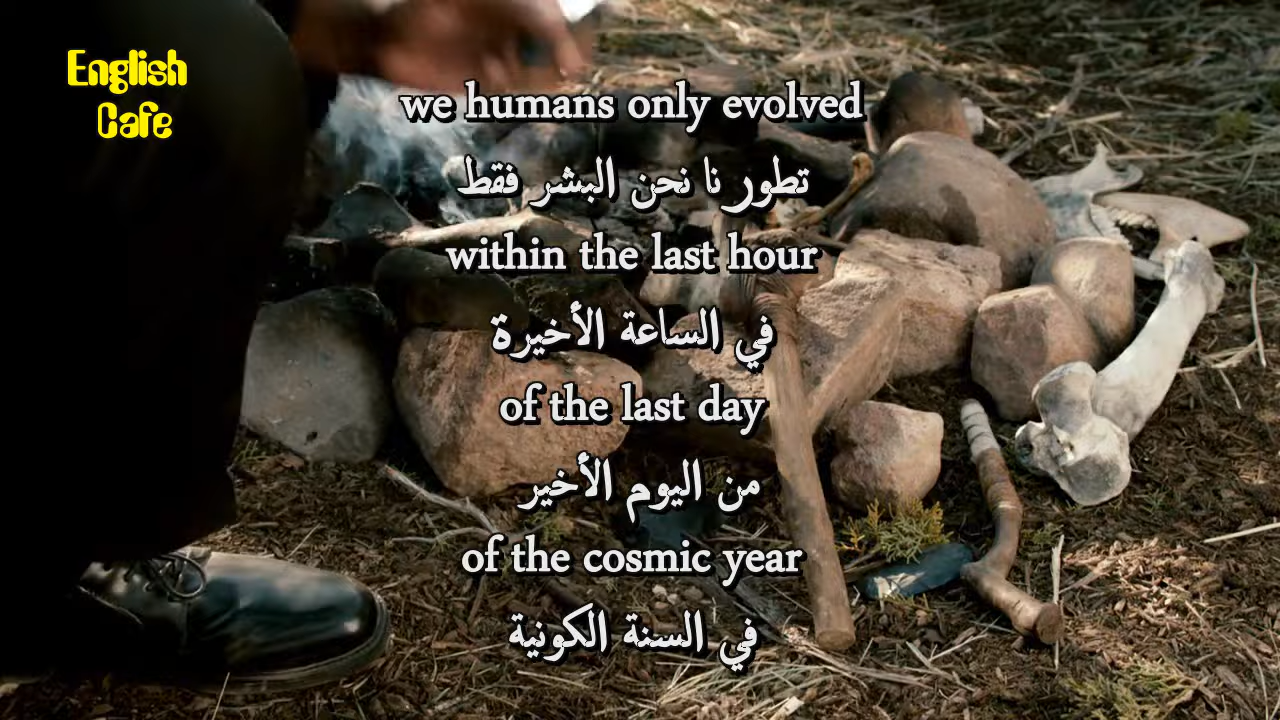 English
Cafe
we humans only evolved
تطورنا نحن البشر فقط
within the last hour
في الساعة الأخيرة
of the last day
من اليوم الأخير
of the cosmic year
في السنة الكونية